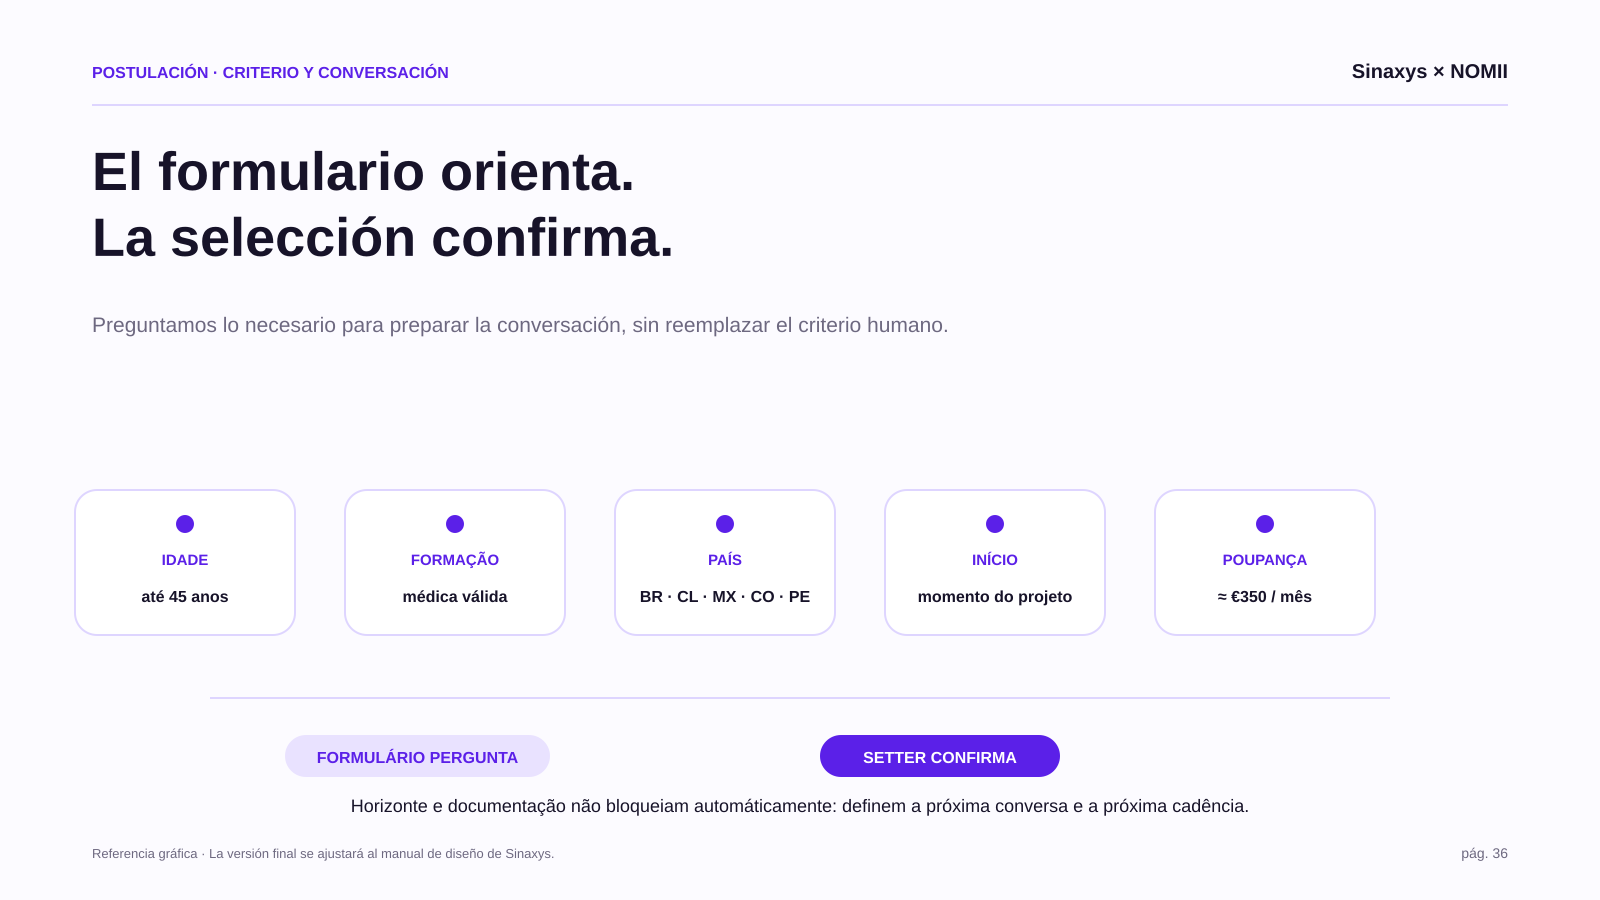 POSTULACIÓN · CRITERIO Y CONVERSACIÓN
Sinaxys × NOMII
El formulario orienta.
La selección confirma.
Preguntamos lo necesario para preparar la conversación, sin reemplazar el criterio humano.
IDADE
até 45 anos
FORMAÇÃO
médica válida
PAÍS
BR · CL · MX · CO · PE
INÍCIO
momento do projeto
POUPANÇA
≈ €350 / mês
FORMULÁRIO PERGUNTA
SETTER CONFIRMA
Horizonte e documentação não bloqueiam automáticamente: definem a próxima conversa e a próxima cadência.
Referencia gráfica · La versión final se ajustará al manual de diseño de Sinaxys.
pág. 36